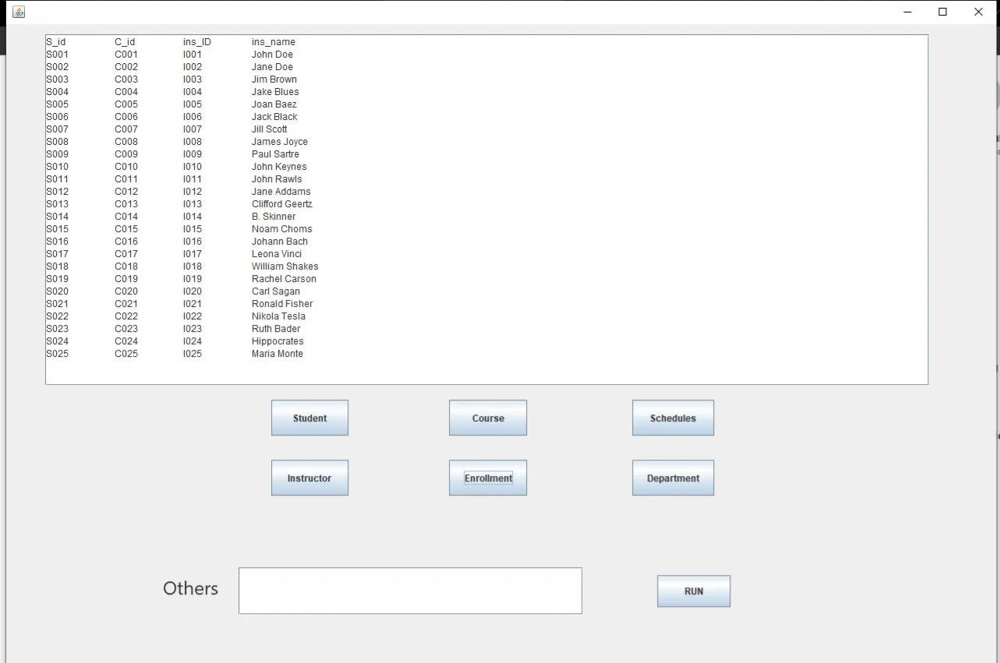 S_id C_id ins_ID ins_name
S001 C001 I001 John Doe
S002 C002 I002 Jane Doe
S003 C003 I003 Jim Brown
S004 C004 I004 Jake Blues
S005 C005 I005 Joan Baez
S006 C006 I006 Jack Black
S007 C007 I007 Jill Scott
S008 C008 I008 James Joyce
S009 C009 I009 Paul Sartre
S010 C010 I010 John Keynes
S011 C011 I011 John Rawls
S012 C012 I012 Jane Addams
S013 C013 I013 Clifford Geertz
S014 C014 I014 B. Skinner
S015 C015 I015 Noam Choms
S016 C016 I016 Johann Bach
S017 C017 I017 Leona Vinci
S018 C018 I018 William Shakes
S019 C019 I019 Rachel Carson
S020 C020 I020 Carl Sagan
S021 C021 I021 Ronald Fisher
S022 C022 I022 Nikola Tesla
S023 C023 I023 Ruth Bader
S024 C024 I024 Hippocrates
S025 C025 I025 Maria Monte
Student Course Schedules
Instructor Enrollment Department
Others RUN